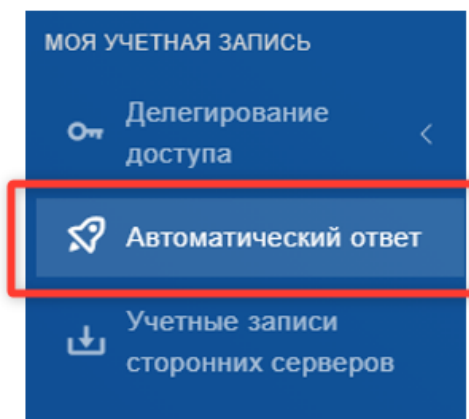 МОЯ УЧЕТНАЯ ЗАПИСЬ
Делегирование
доступа
Автоматический ответ
Учетные записи
сторонних серверов